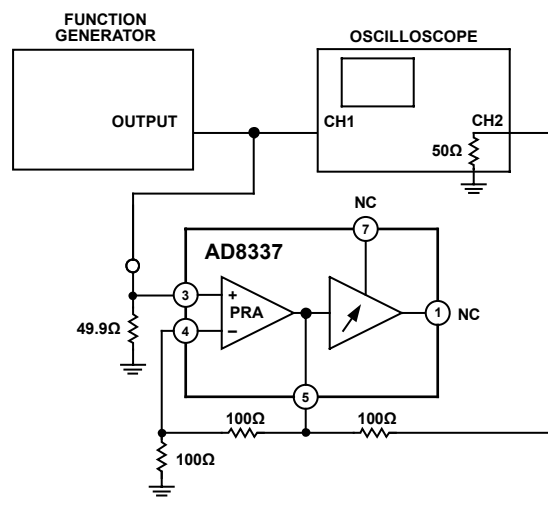 FUNCTION
GENERATOR
OSCILLOSCOPE
OUTPUT
CH1
CH2
50Ω
NC
7
AD8337
3
+
PRA
1
NC
49.9Ω
4
−
5
100Ω
100Ω
100Ω